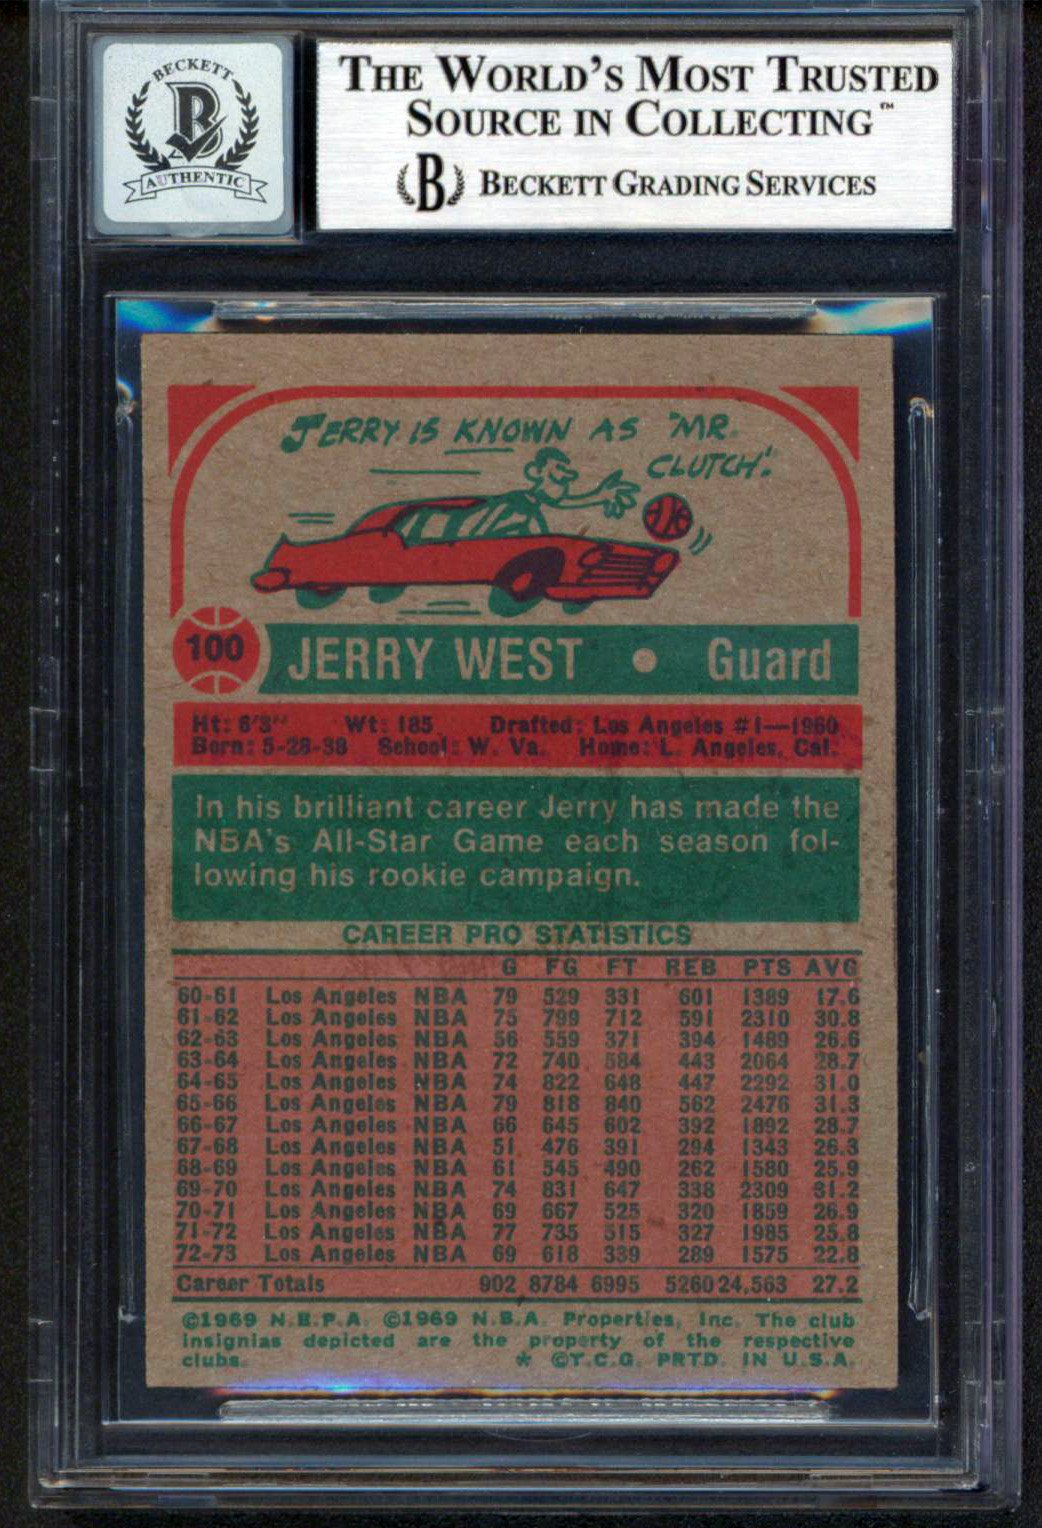 BECKETT
B
AUTHENTIC
THE WORLD'S MOST TRUSTED
SOURCE IN COLLECTING™
B BECKETT GRADING SERVICES
JERRY IS KNOWN AS "MR.
CLUTCH."
100 JERRY WEST • Guard
Ht: 6'3" Wt: 185 Drafted: Los Angeles #1—1960
Born: 5-28-38 School: W. Va. Home: L. Angeles, Cal.
In his brilliant career Jerry has made the
NBA's All-Star Game each season fol-
lowing his rookie campaign.
CAREER PRO STATISTICS
G FG FT REB PTS AVG
60-61 Los Angeles NBA 79 529 331 601 1389 17.6
61-62 Los Angeles NBA 75 799 712 591 2310 30.8
62-63 Los Angeles NBA 56 559 371 394 1489 26.6
63-64 Los Angeles NBA 72 740 584 443 2064 28.7
64-65 Los Angeles NBA 74 822 648 447 2292 31.0
65-66 Los Angeles NBA 79 818 840 562 2476 31.3
66-67 Los Angeles NBA 66 645 602 392 1892 28.7
67-68 Los Angeles NBA 51 476 391 294 1343 26.3
68-69 Los Angeles NBA 61 545 490 262 1580 25.9
69-70 Los Angeles NBA 74 831 647 338 2309 31.2
70-71 Los Angeles NBA 69 667 525 320 1859 26.9
71-72 Los Angeles NBA 77 735 515 327 1985 25.8
72-73 Los Angeles NBA 69 618 339 289 1575 22.8
Career Totals 902 8784 6995 5260 24,563 27.2
©1969 N.B.P.A. ©1969 N.B.A. Properties, Inc. The club
insignias depicted are the property of the respective
clubs. * ©T.C.G. PRTD. IN U.S.A.